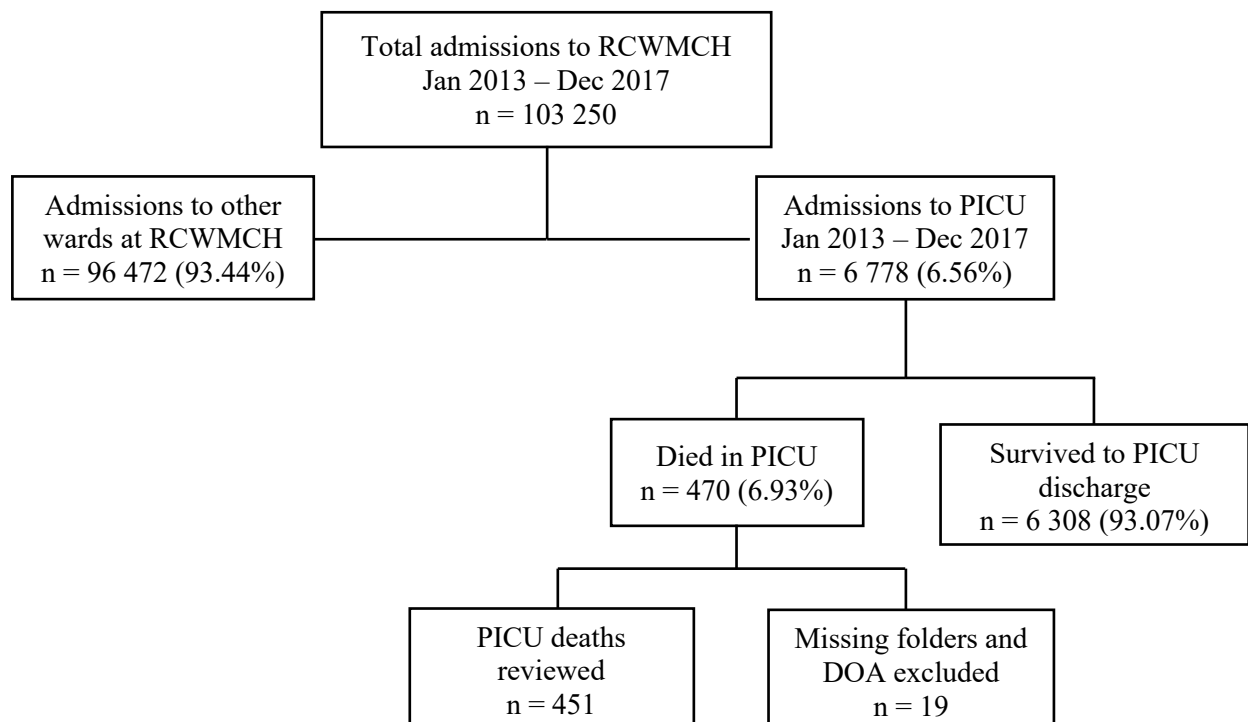 Total admissions to RCWMCH
Jan 2013 – Dec 2017
n = 103 250
Admissions to other
wards at RCWMCH
n = 96 472 (93.44%)
Admissions to PICU
Jan 2013 – Dec 2017
n = 6 778 (6.56%)
Died in PICU
n = 470 (6.93%)
Survived to PICU
discharge
n = 6 308 (93.07%)
PICU deaths
reviewed
n = 451
Missing folders and
DOA excluded
n = 19